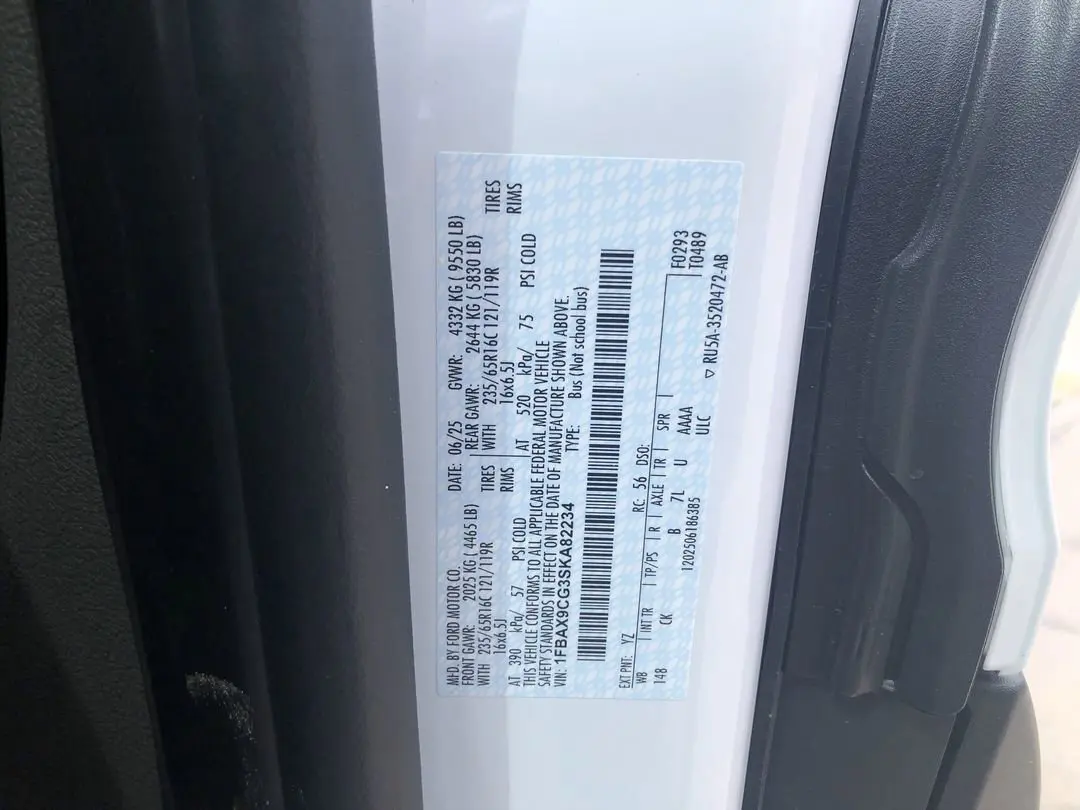 MFD. BY FORD MOTOR CO.
DATE: 06/25 GVWR: 4332 KG ( 9550 LB)
FRONT GAWR: 2025 KG ( 4465 LB) REAR GAWR: 2644 KG ( 5830 LB)
WITH 235/65R16C 121/119R TIRES WITH 235/65R16C 121/119R TIRES
16x6.5J RIMS 16x6.5J RIMS
AT 390 kPa/ 57 PSI COLD AT 520 kPa/ 75 PSI COLD
THIS VEHICLE CONFORMS TO ALL APPLICABLE FEDERAL MOTOR VEHICLE
SAFETY STANDARDS IN EFFECT ON THE DATE OF MANUFACTURE SHOWN ABOVE.
VIN: 1FBAX9CG3SKA82234 TYPE: Bus (Not school bus)
EXT PNT: YZ RC: 56 DSO: F0293
WB INT TR TP/PS R AXLE TR SPR T0489
148 CK B 7L U AAAA
ULC
1202506186385 ▽ RU5A-3520472-AB